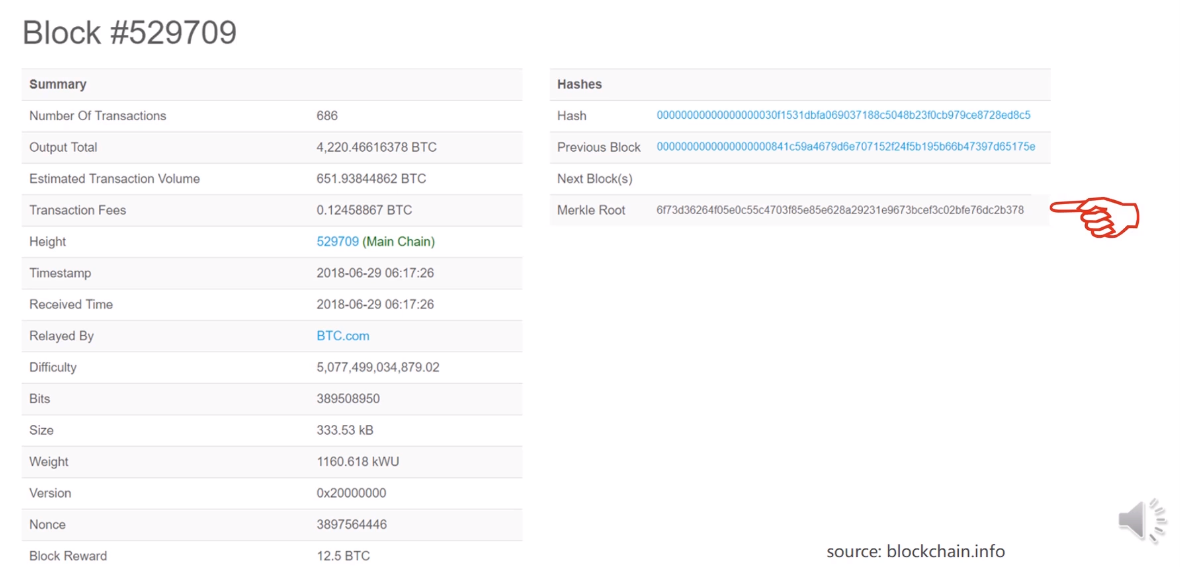 Block #529709
Summary
Number Of Transactions 686
Output Total 4,220.46616378 BTC
Estimated Transaction Volume 651.93844862 BTC
Transaction Fees 0.12458867 BTC
Height 529709 (Main Chain)
Timestamp 2018-06-29 06:17:26
Received Time 2018-06-29 06:17:26
Relayed By BTC.com
Difficulty 5,077,499,034,879.02
Bits 389508950
Size 333.53 kB
Weight 1160.618 kWU
Version 0x20000000
Nonce 3897564446
Block Reward 12.5 BTC
Hashes
Hash 00000000000000000030f1531dbfa069037188c5048b23f0cb979ce8728ed8c5
Previous Block 0000000000000000000841c59a4679d6e707152f24f5b195b66b47397d65175e
Next Block(s)
Merkle Root 6f73d36264f05e0c55c4703f85e85e628a29231e9673bcef3c02bfe76dc2b378
source: blockchain.info